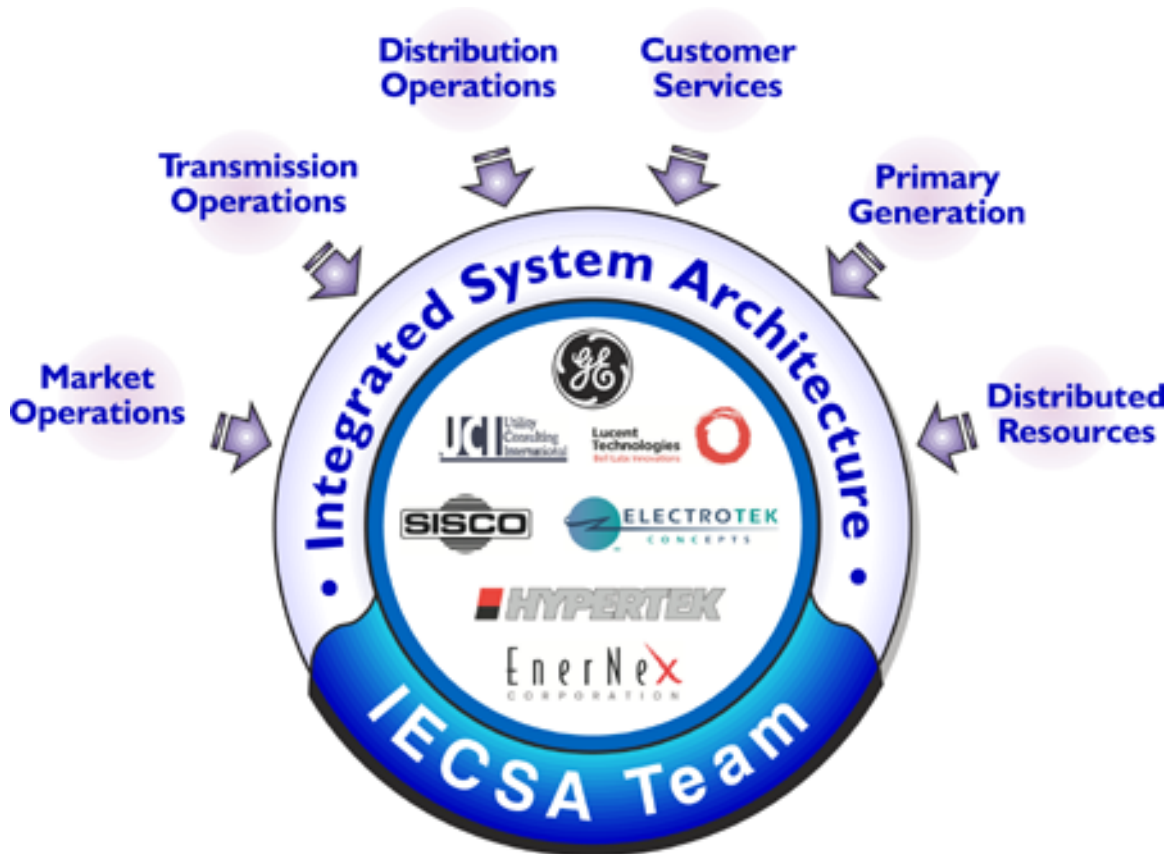 Distribution
Operations
Customer
Services
Transmission
Operations
Primary
Generation
Market
Operations
Distributed
Resources
• Integrated System Architecture •
GE
UCI Utility
Consulting
International
Lucent
Technologies
Bell Labs Innovations
SISCO
ELECTROTEK
CONCEPTS
HYPERTEK
EnerNex
CORPORATION
IECSA Team